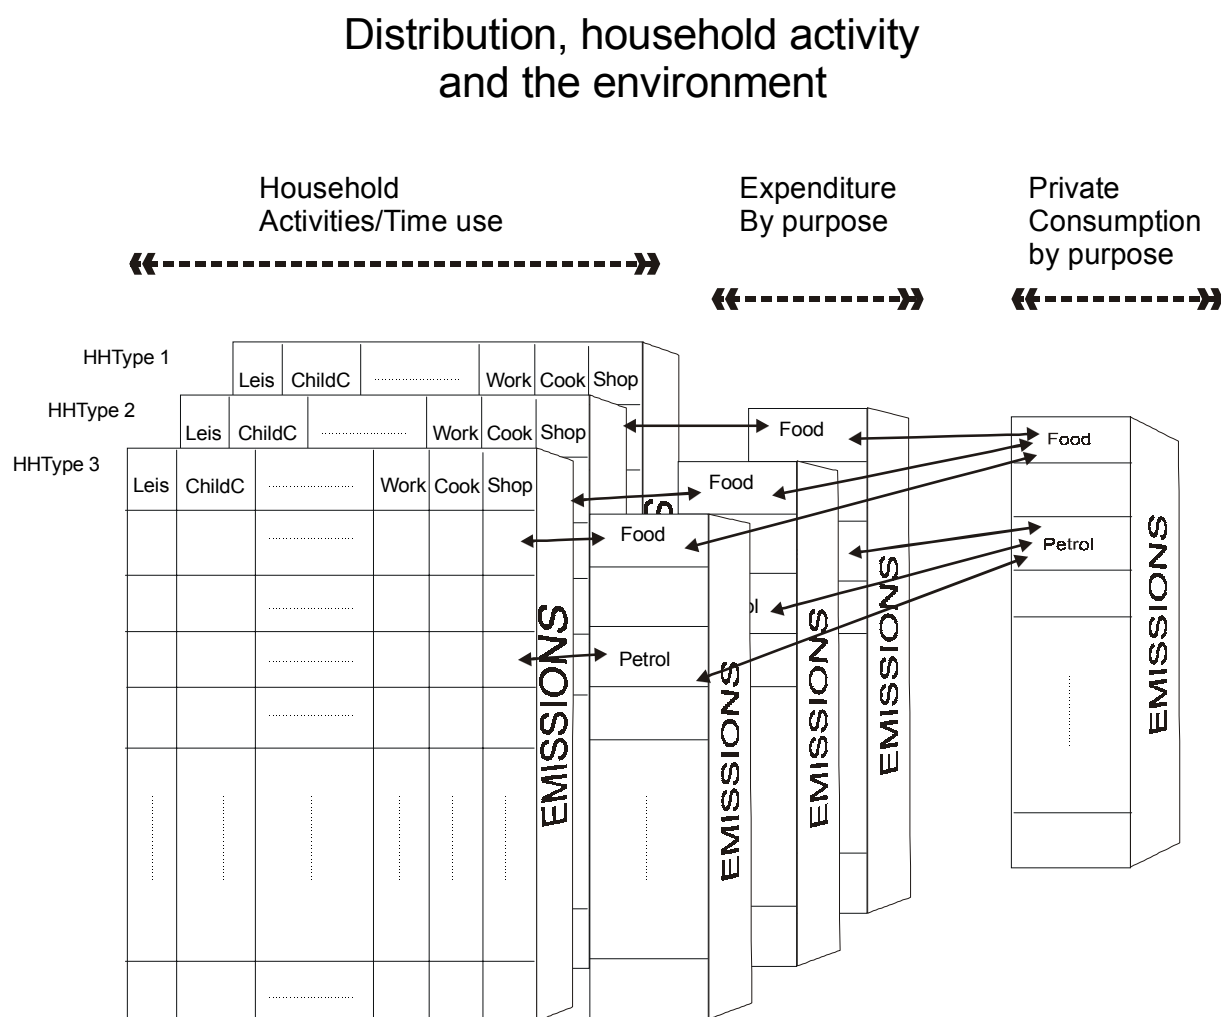 Distribution, household activity
and the environment
Household
Activities/Time use
Expenditure
By purpose
Private
Consumption
by purpose
HHType 1
Leis ChildC Work Cook Shop
HHType 2
Leis ChildC Work Cook Shop
HHType 3
Leis ChildC Work Cook Shop
Food
Food
Food
Food
Petrol
Petrol
EMISSIONS
EMISSIONS
EMISSIONS
EMISSIONS
EMISSIONS